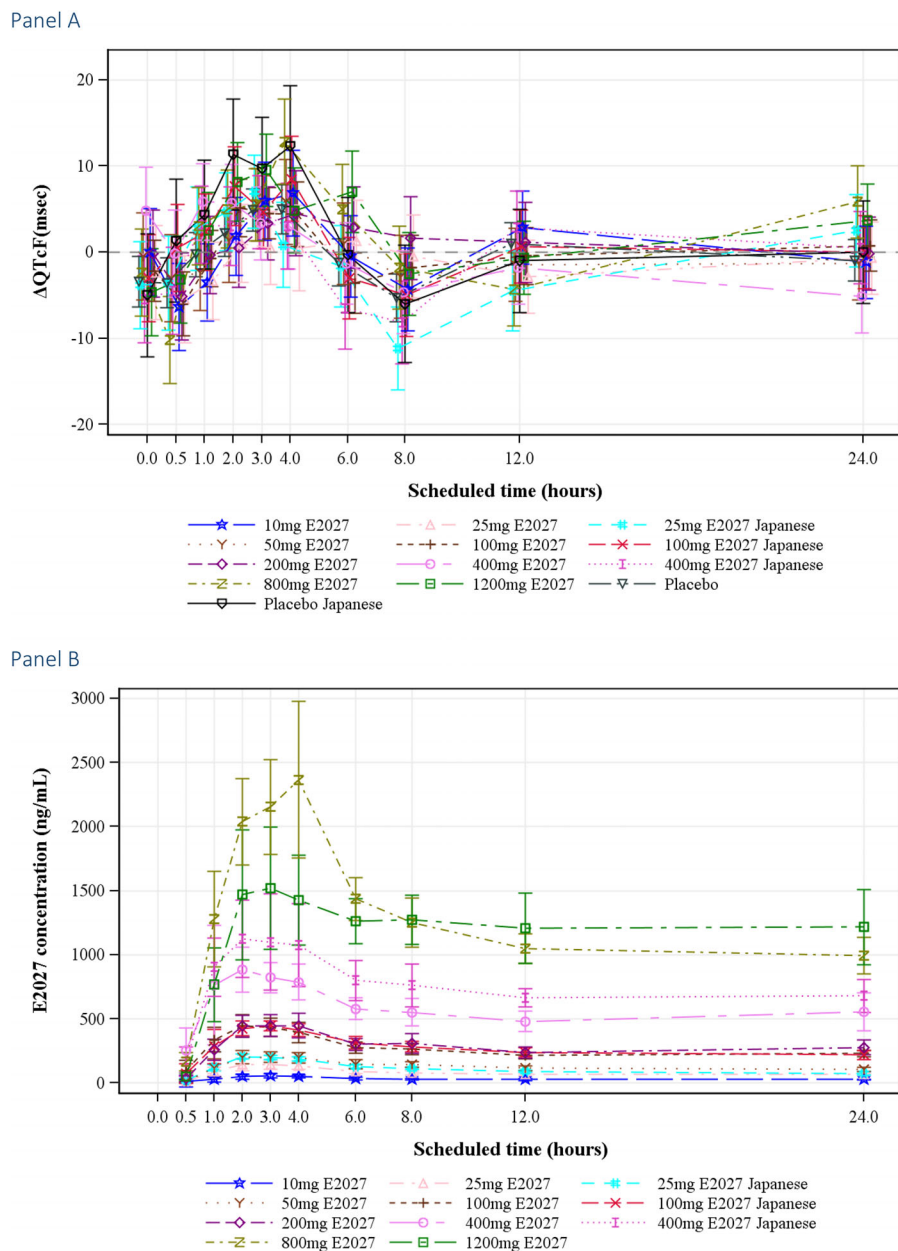 Panel A
20
10
0
-10
-20
ΔQTcF(msec)
0.0 0.5 1.0 2.0 3.0 4.0 6.0 8.0 12.0 24.0
Scheduled time (hours)
10mg E2027 25mg E2027 25mg E2027 Japanese
50mg E2027 100mg E2027 100mg E2027 Japanese
200mg E2027 400mg E2027 400mg E2027 Japanese
800mg E2027 1200mg E2027 Placebo
Placebo Japanese
Panel B
3000
2500
2000
1500
1000
500
0
E2027 concentration (ng/mL)
0.0 0.5 1.0 2.0 3.0 4.0 6.0 8.0 12.0 24.0
Scheduled time (hours)
10mg E2027 25mg E2027 25mg E2027 Japanese
50mg E2027 100mg E2027 100mg E2027 Japanese
200mg E2027 400mg E2027 400mg E2027 Japanese
800mg E2027 1200mg E2027